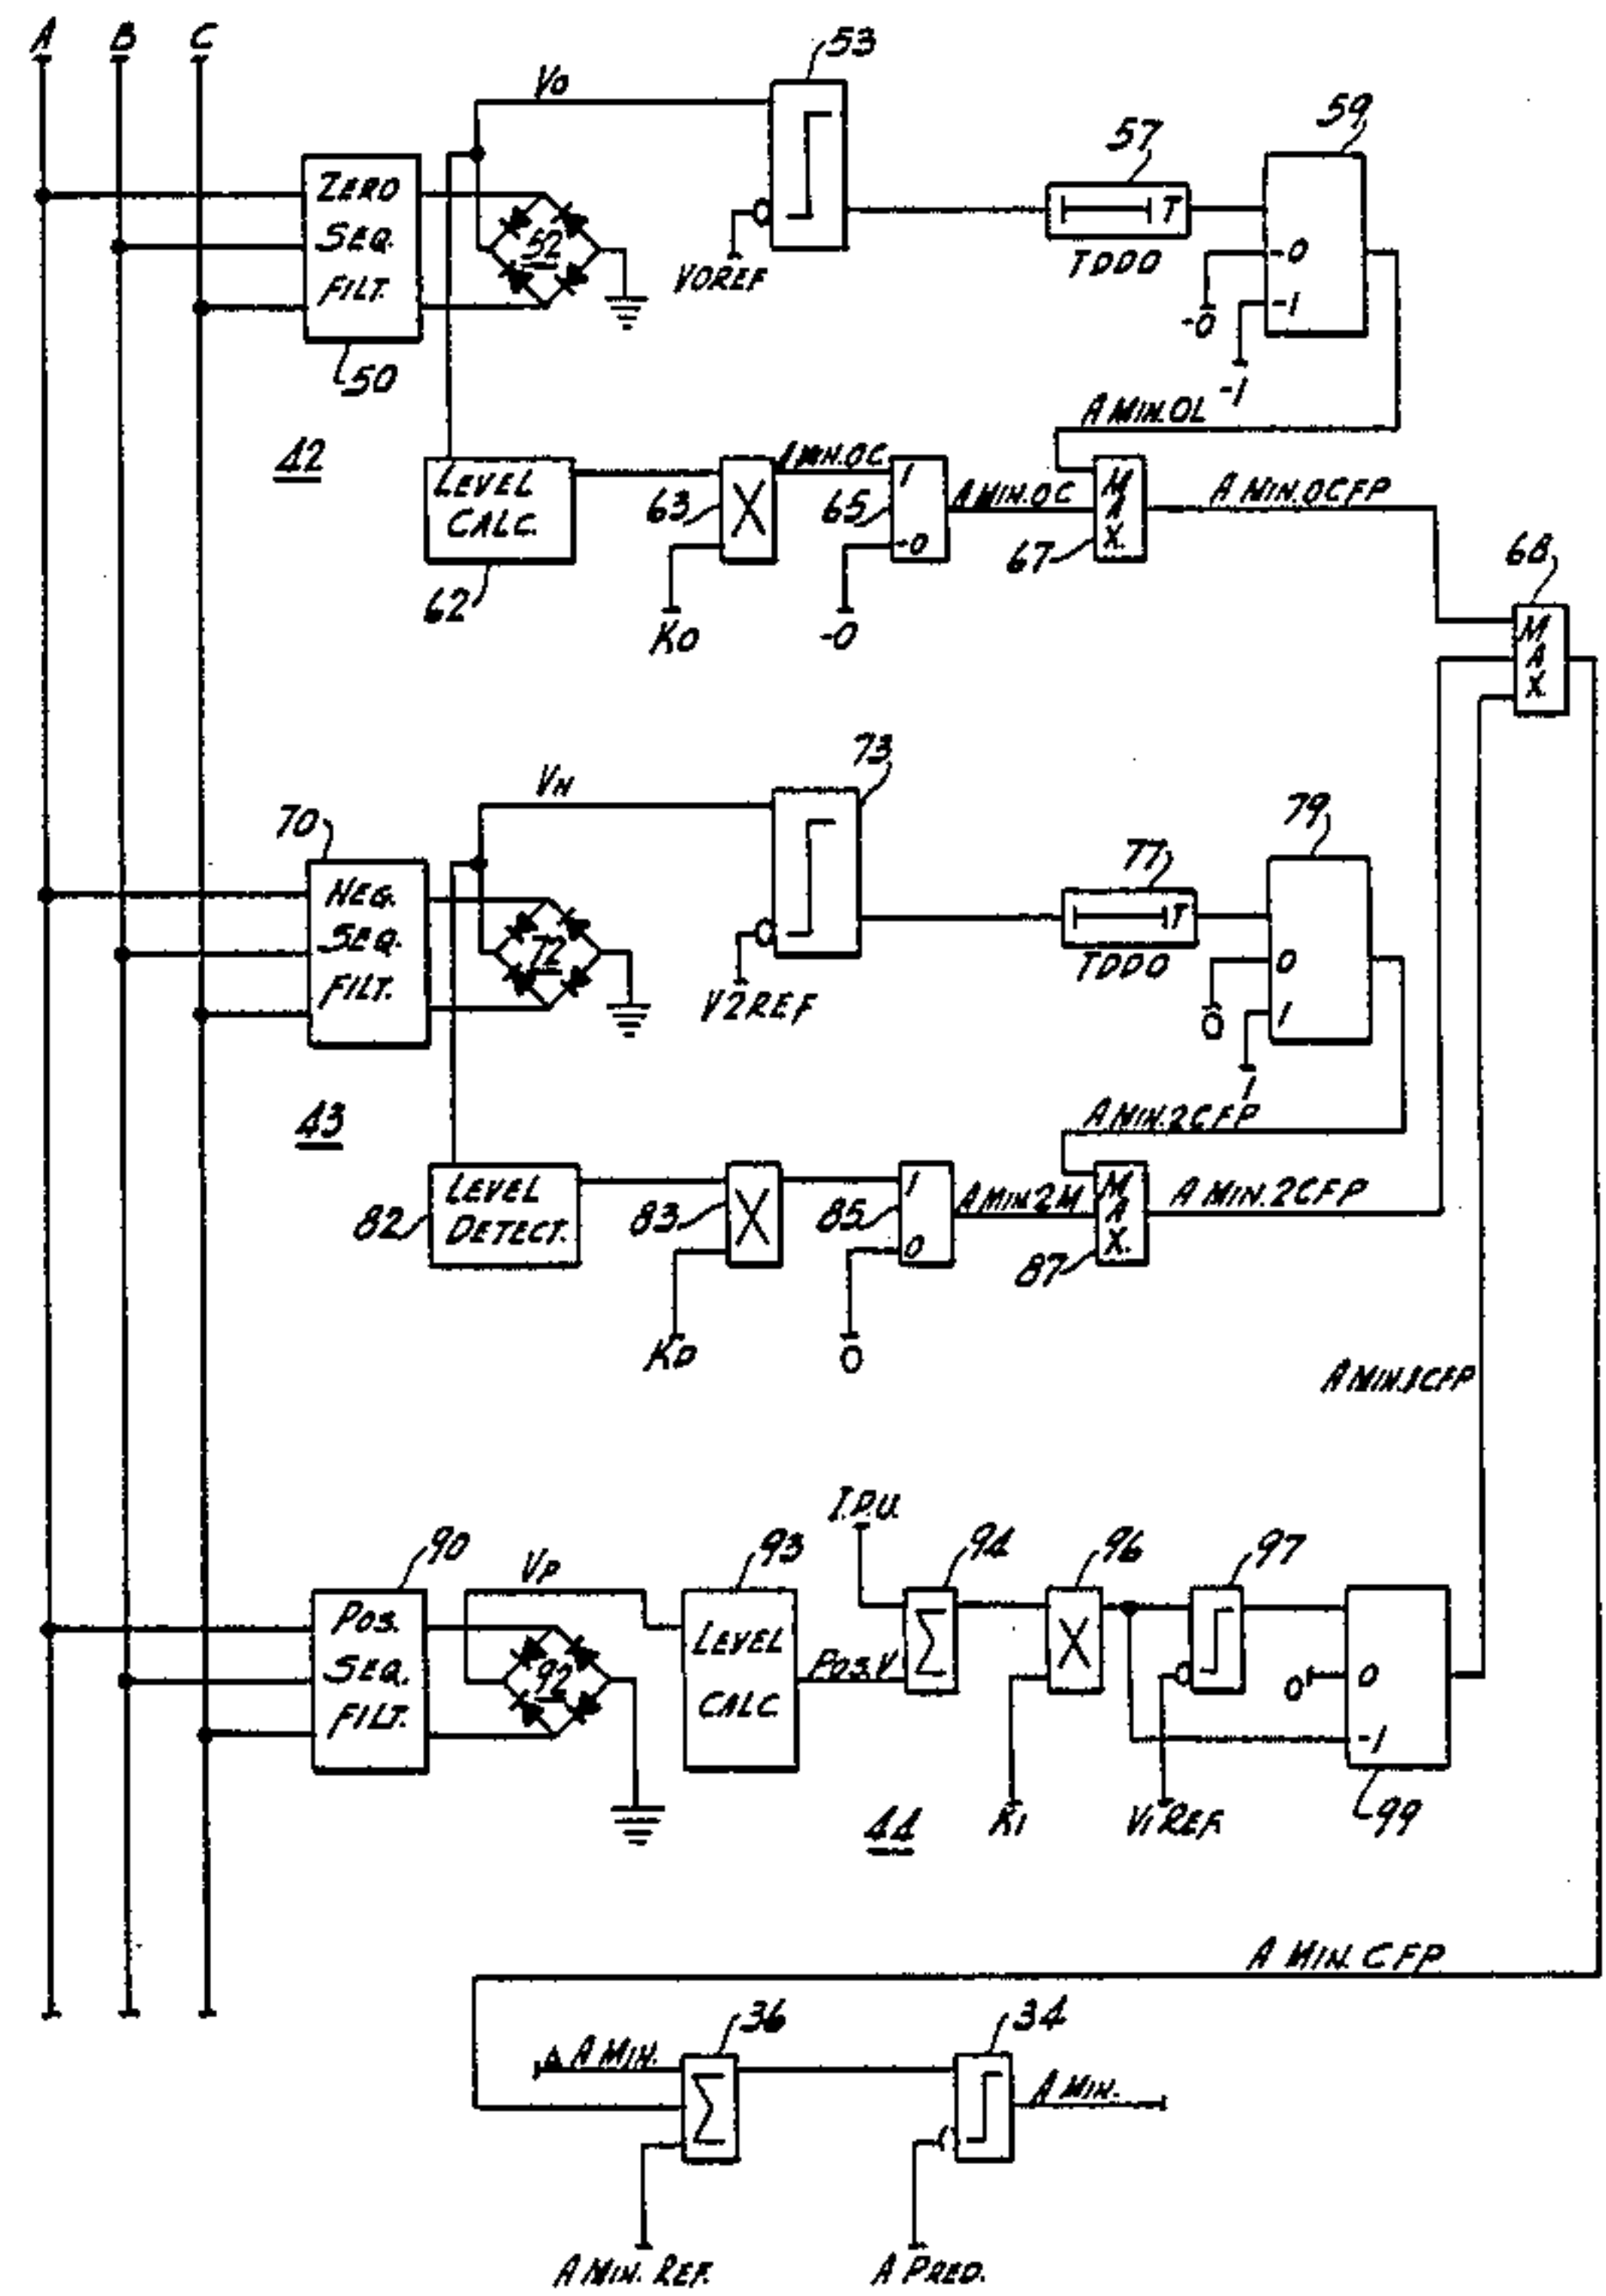 A B C
VO
53
57
59
ZERO
SEQ.
FILT.
52
VOREF
T
TDDO
-0
-1
-0
-1
50
A MIN.OL
42
LEVEL
CALC.
63
X
65
1
-0
A MIN.OC
67
M
A
X.
A MIN.OCFP
68
M
A
X.
62
KO
-0
VN
73
70
79
77
NEG.
SEQ.
FILT.
72
V2REF
T
TDDO
0
1
0
1
43
A MIN.2CFP
82
LEVEL
DETECT.
83
X
85
1
0
A MIN 2M
87
M
A
X.
A MIN.2CFP
KD
0
I.P.U.
90
VP
93
94
96
97
POS.
SEQ.
FILT.
92
LEVEL
CALC
POS.V
Σ
X
0
0
-1
K1
V1REF.
99
44
A MIN. CFP
36
34
Δ A MIN.
Σ
A MIN.
A MIN. REF.
A PRED.